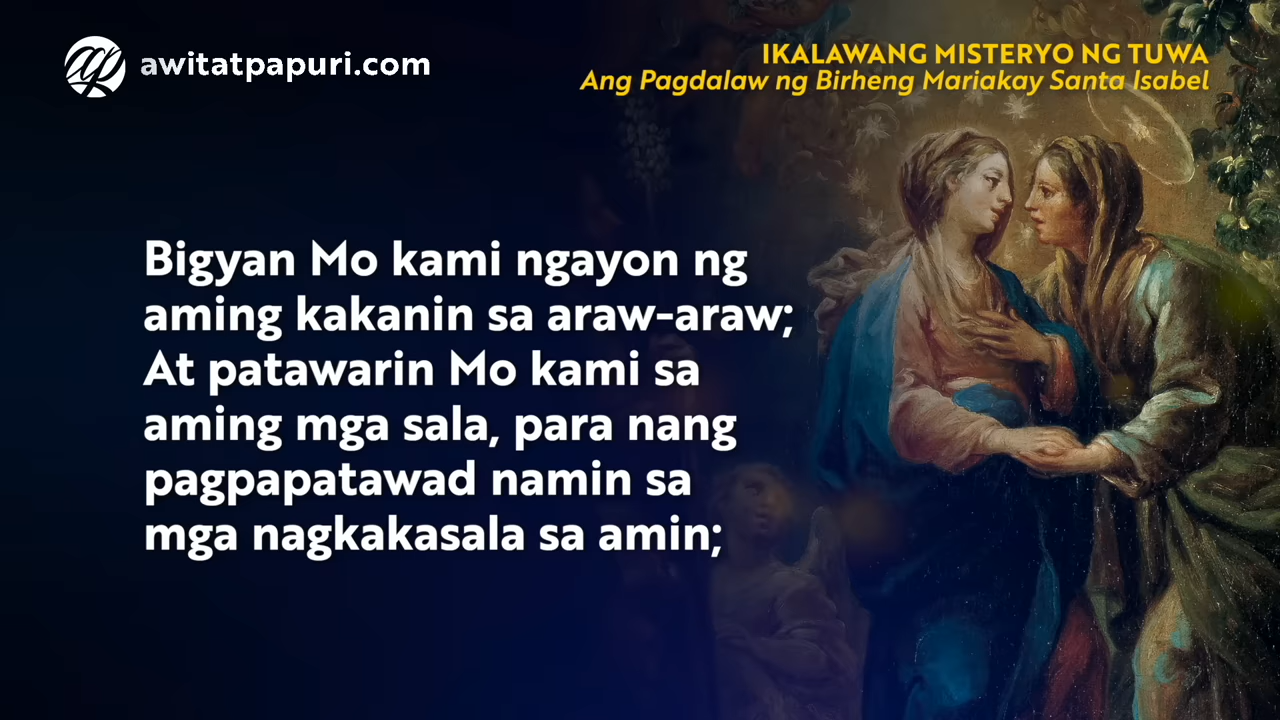 awitatpapuri.com
IKALAWANG MISTERYO NG TUWA
Ang Pagdalaw ng Birheng Mariakay Santa Isabel
Bigyan Mo kami ngayon ng
aming kakanin sa araw-araw;
At patawarin Mo kami sa
aming mga sala, para nang
pagpapatawad namin sa
mga nagkakasala sa amin;